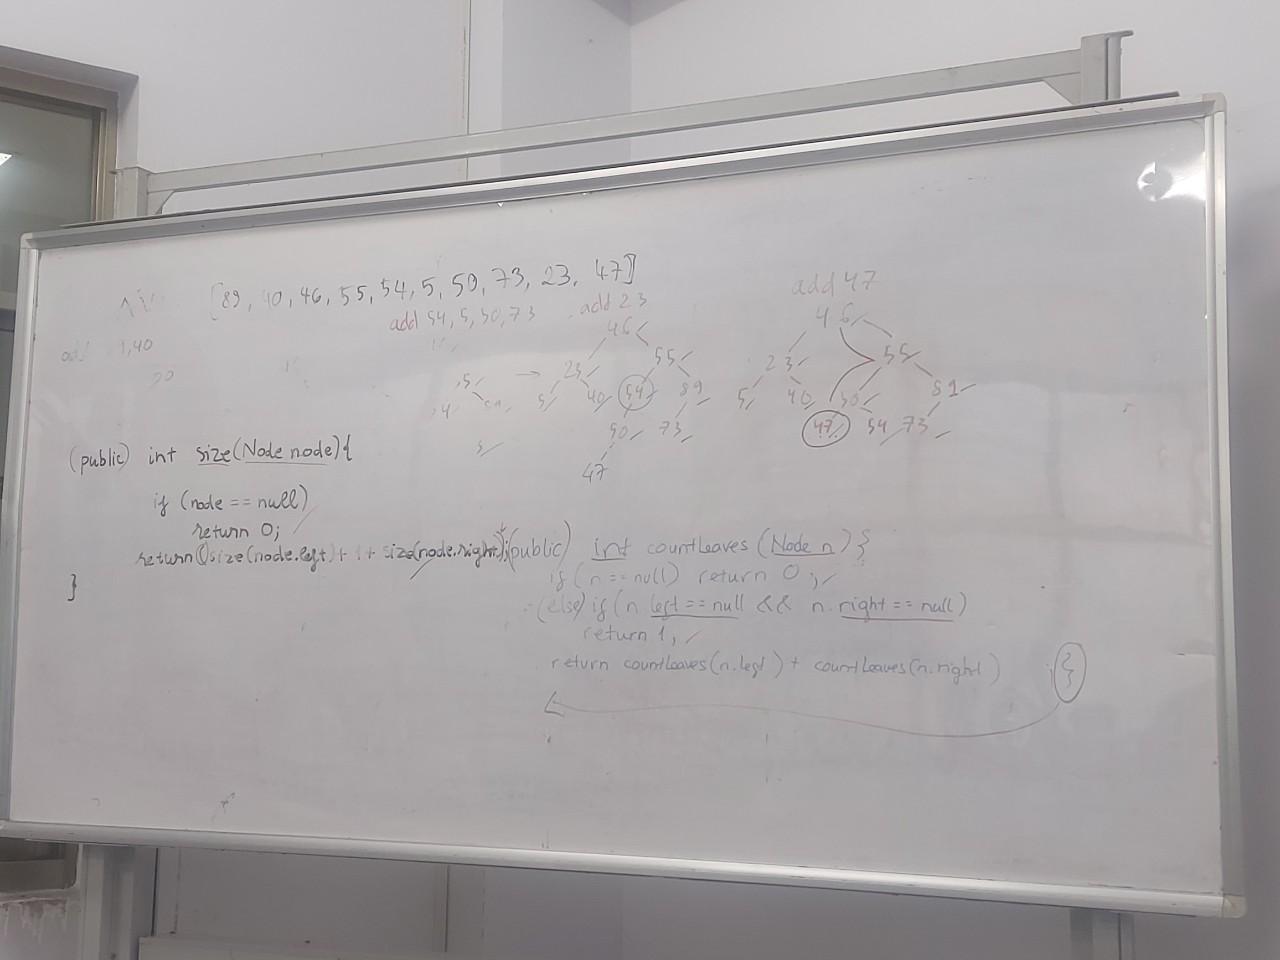 [89, 40, 46, 55, 54, 5, 50, 73, 23, 47]
add 54, 5, 50, 73
add 23
46
23 55
5 40 54 89
50 73
47
add 47
46
23 55
5 40 50 89
47 54 73
(public) int size(Node node){
if (node == null)
return 0;
return (size(node.left) + 1 + size(node.right));
}
(public) int countLeaves (Node n) {
if (n == null) return 0;
(else) if (n.left == null && n.right == null)
return 1;
return countLeaves(n.left) + countLeaves(n.right) ;
}